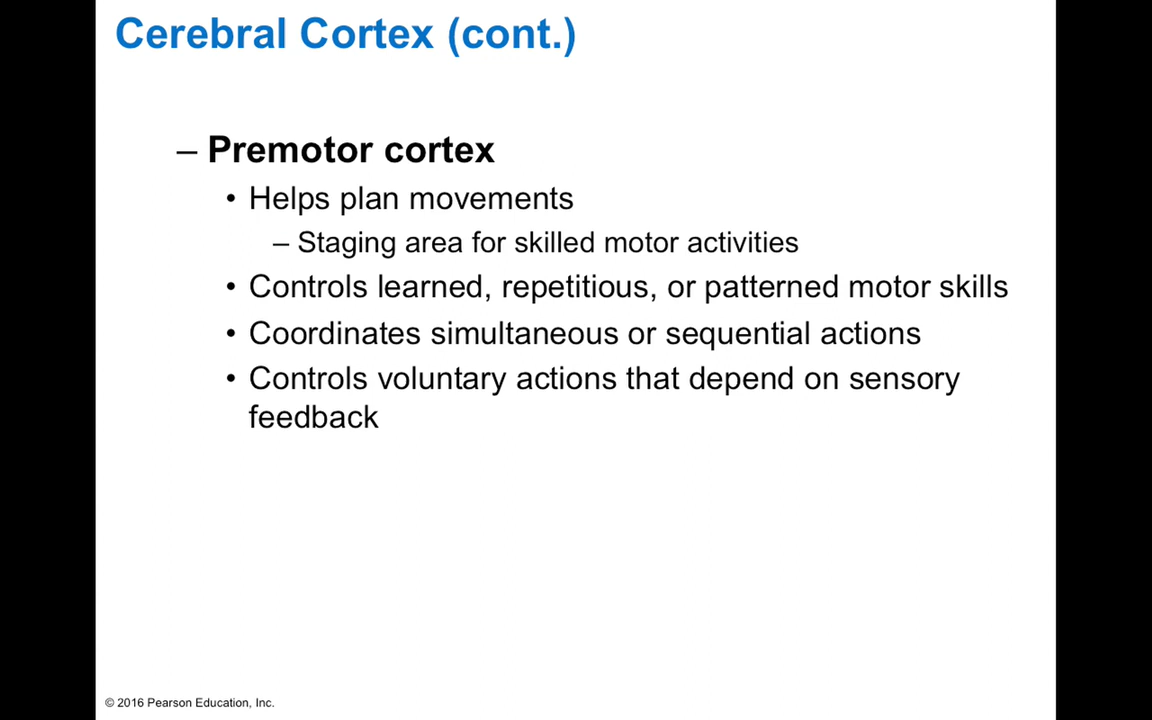 Cerebral Cortex (cont.)
– Premotor cortex
• Helps plan movements
– Staging area for skilled motor activities
• Controls learned, repetitious, or patterned motor skills
• Coordinates simultaneous or sequential actions
• Controls voluntary actions that depend on sensory
feedback
© 2016 Pearson Education, Inc.